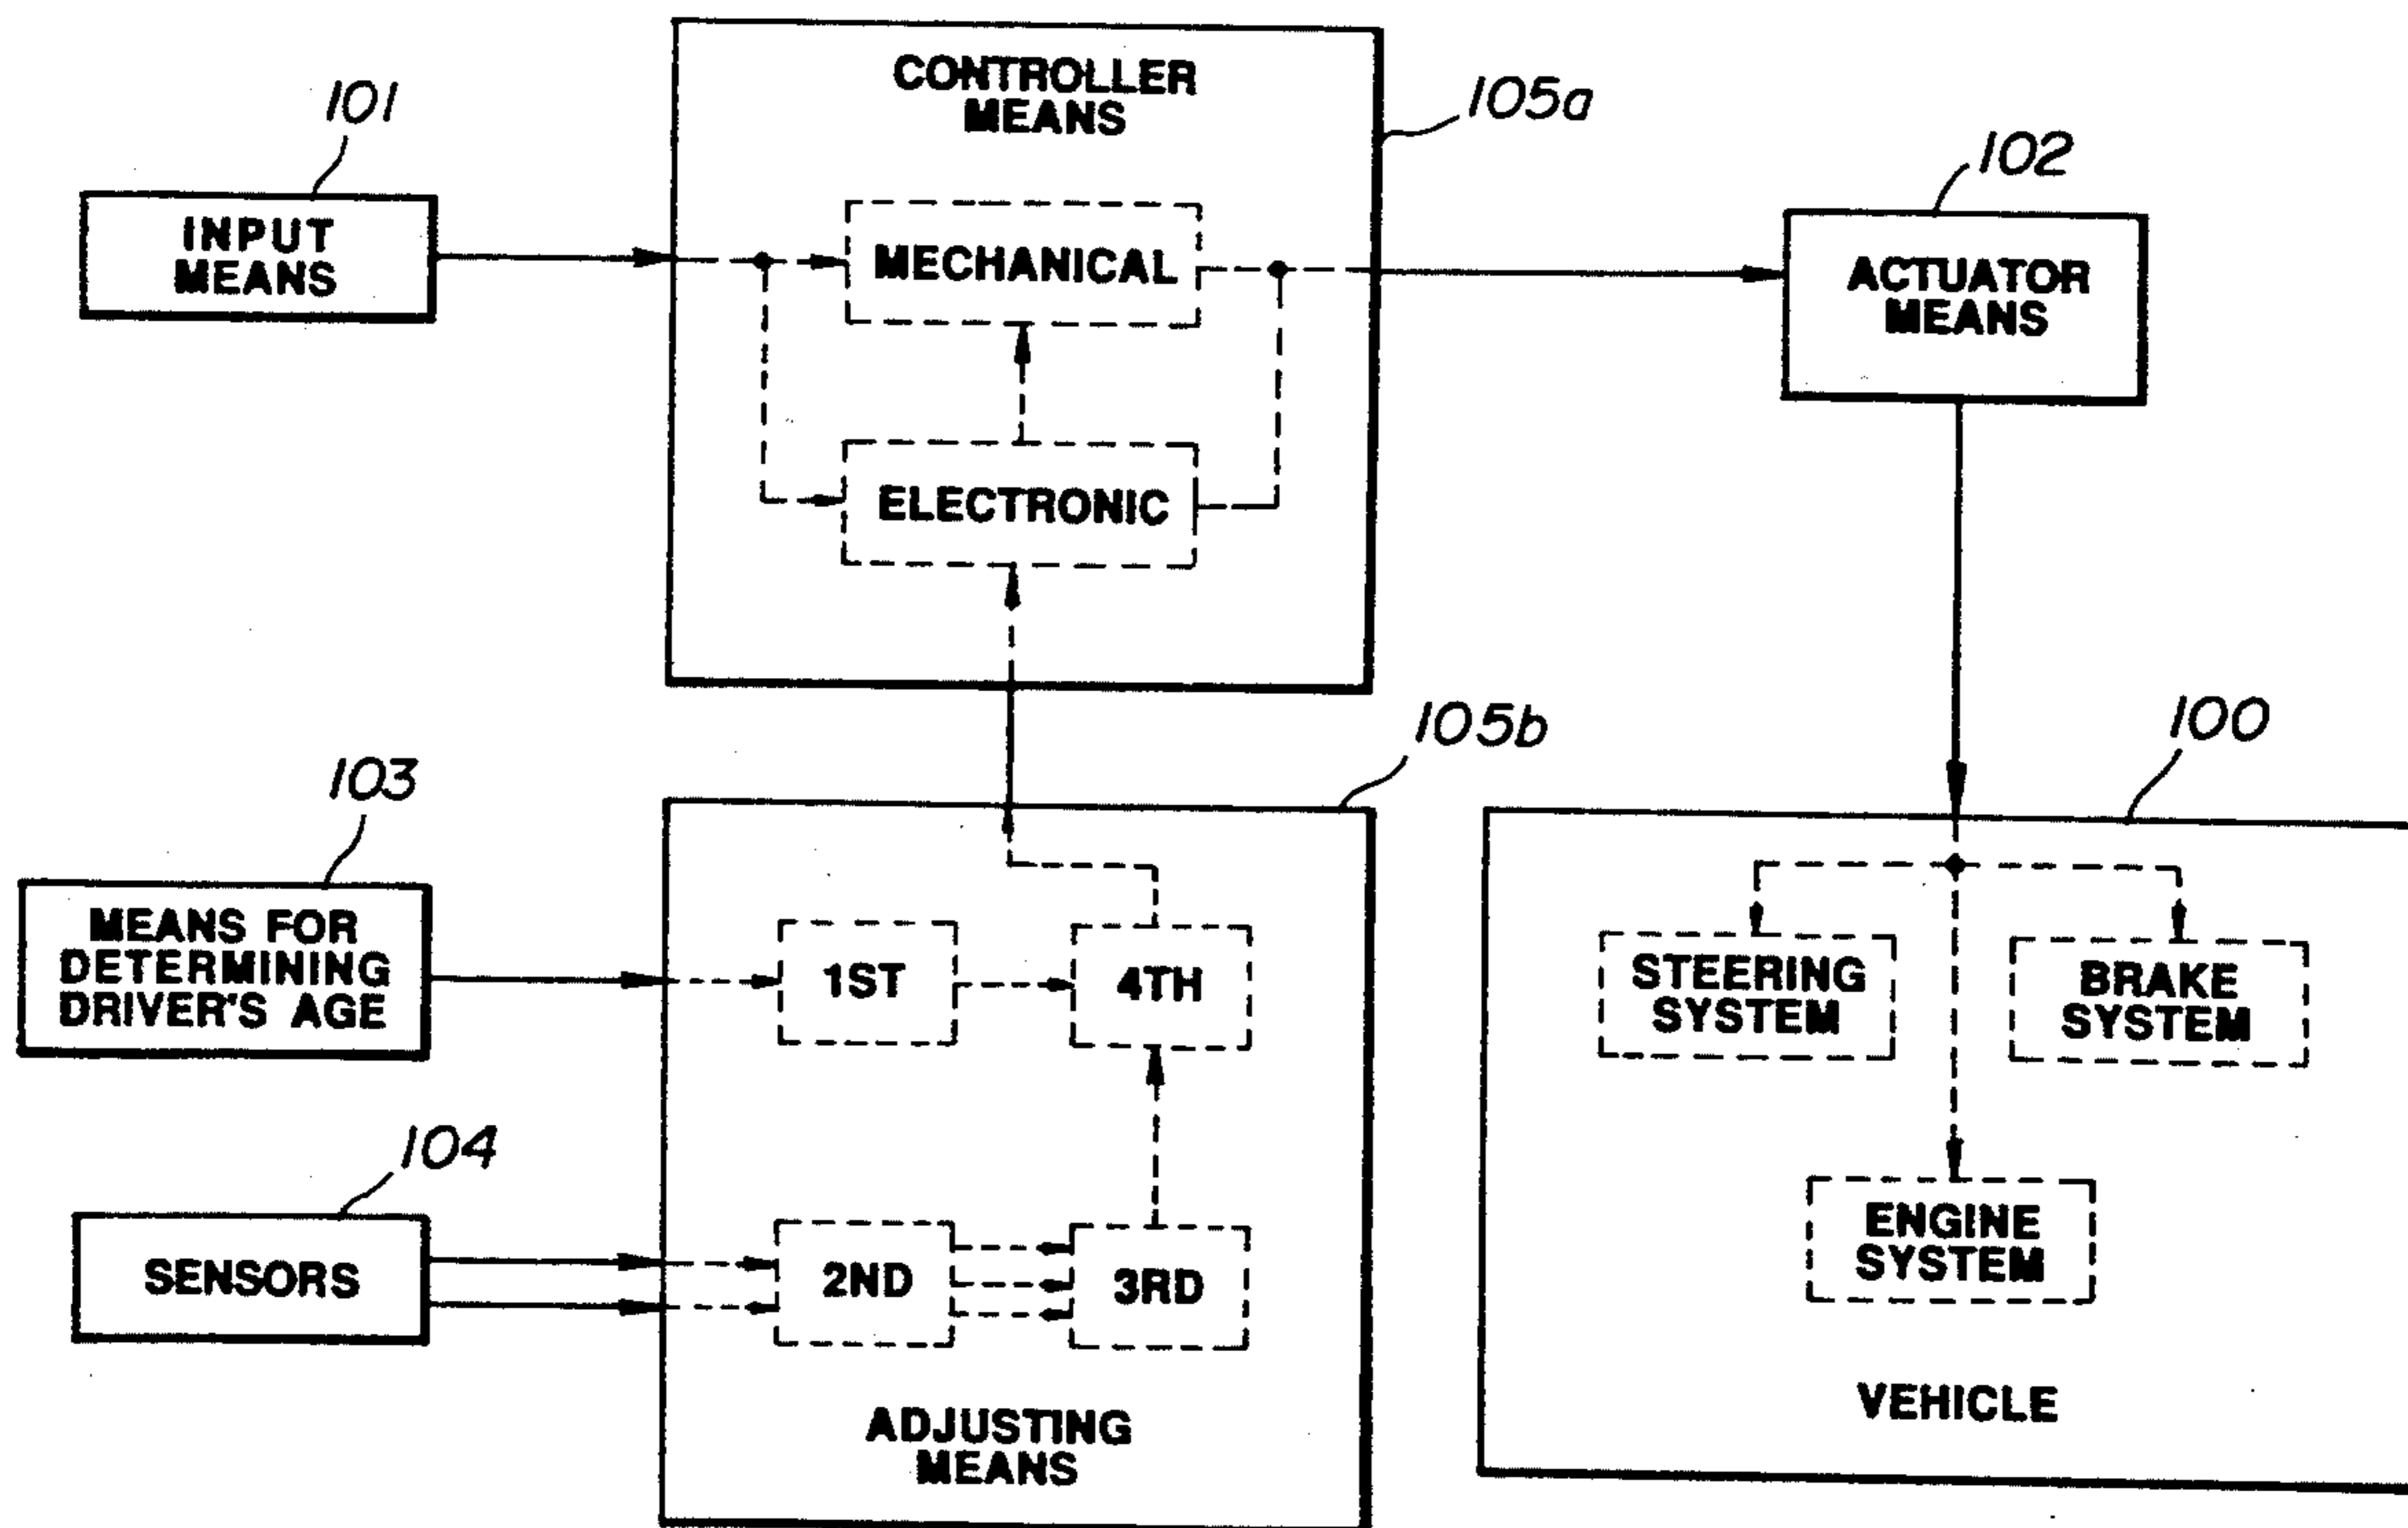 CONTROLLER
MEANS
105a
101
102
INPUT
MEANS
MECHANICAL
ACTUATOR
MEANS
ELECTRONIC
105b
100
103
MEANS FOR
DETERMINING
DRIVER'S AGE
1ST
4TH
STEERING
SYSTEM
BRAKE
SYSTEM
104
SENSORS
2ND
3RD
ENGINE
SYSTEM
ADJUSTING
MEANS
VEHICLE